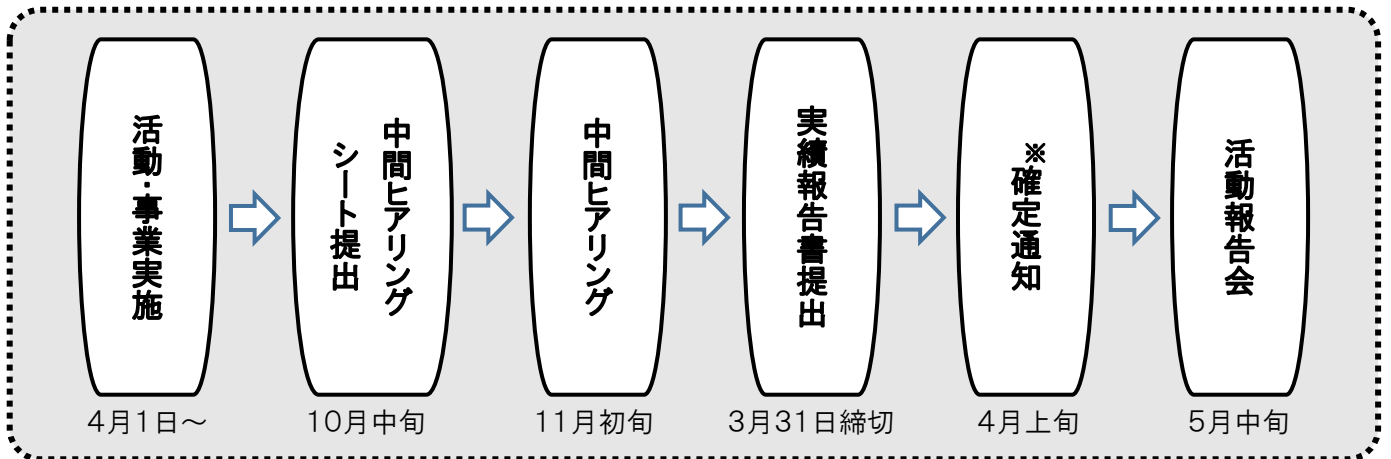 活動・事業実施
中間ヒアリング
シート提出
中間ヒアリング
実績報告書提出
※確定通知
活動報告会
4月1日～
10月中旬
11月初旬
3月31日締切
4月上旬
5月中旬